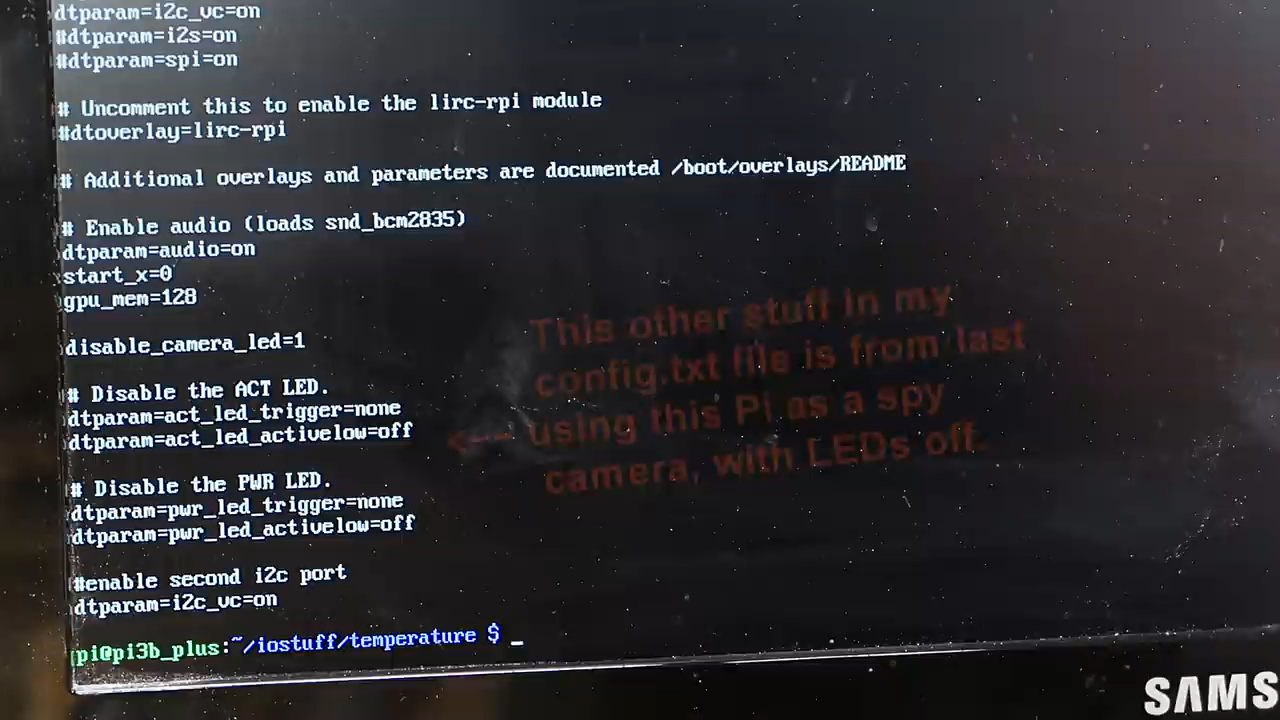 dtparam=i2c_vc=on
#dtparam=i2s=on
#dtparam=spi=on
# Uncomment this to enable the lirc-rpi module
#dtoverlay=lirc-rpi
# Additional overlays and parameters are documented /boot/overlays/README
# Enable audio (loads snd_bcm2835)
dtparam=audio=on
start_x=0
gpu_mem=128
disable_camera_led=1
# Disable the ACT LED.
dtparam=act_led_trigger=none
dtparam=act_led_activelow=off
# Disable the PWR LED.
dtparam=pwr_led_trigger=none
dtparam=pwr_led_activelow=off
#enable second i2c port
dtparam=i2c_vc=on
pi@pi3b_plus:~/iostuff/temperature $ _
This other stuff in my
config.txt file is from last
<--- using this Pi as a spy
camera, with LEDs off.
SAMS